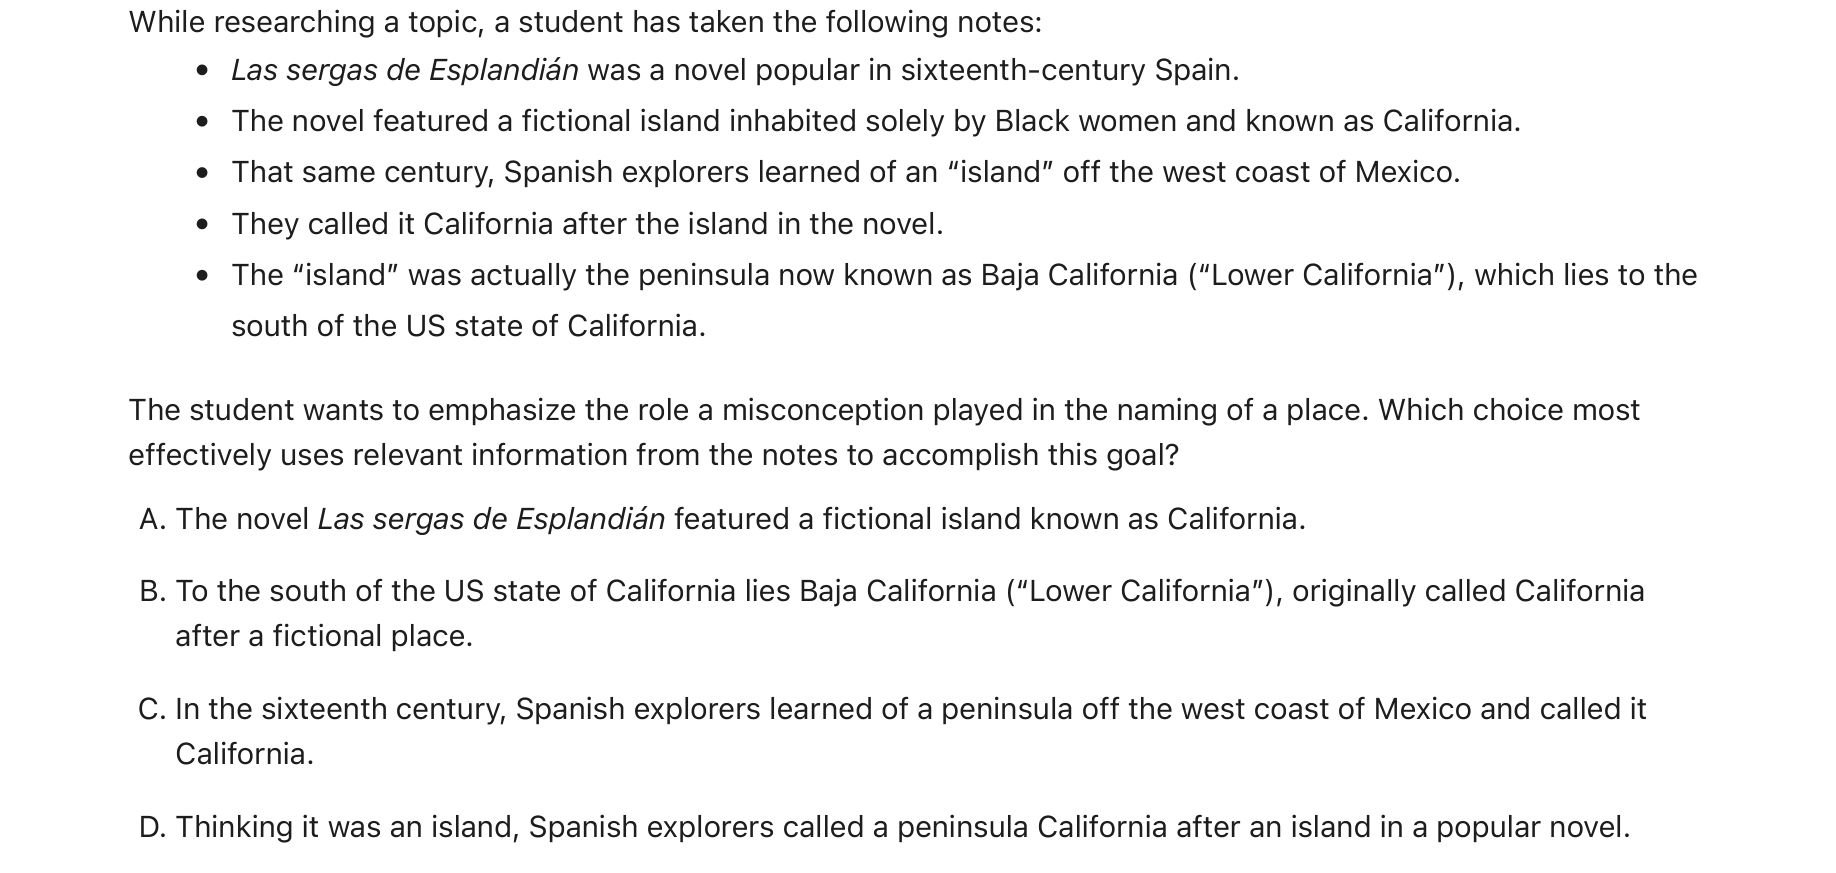 While researching a topic, a student has taken the following notes:
• Las sergas de Esplandián was a novel popular in sixteenth-century Spain.
• The novel featured a fictional island inhabited solely by Black women and known as California.
• That same century, Spanish explorers learned of an “island” off the west coast of Mexico.
• They called it California after the island in the novel.
• The “island” was actually the peninsula now known as Baja California (“Lower California”), which lies to the
south of the US state of California.
The student wants to emphasize the role a misconception played in the naming of a place. Which choice most
effectively uses relevant information from the notes to accomplish this goal?
A. The novel Las sergas de Esplandián featured a fictional island known as California.
B. To the south of the US state of California lies Baja California (“Lower California”), originally called California
after a fictional place.
C. In the sixteenth century, Spanish explorers learned of a peninsula off the west coast of Mexico and called it
California.
D. Thinking it was an island, Spanish explorers called a peninsula California after an island in a popular novel.